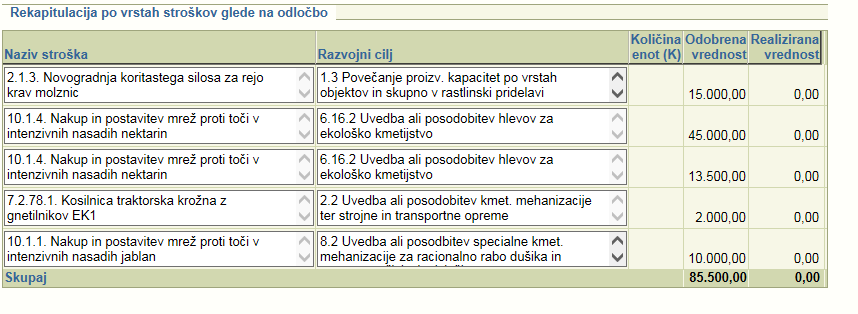 Rekapitulacija po vrstah stroškov glede na odločbo
Naziv stroška
Razvojni cilj
Količina enot (K)
Odobrena vrednost
Realizirana vrednost
2.1.3. Novogradnja koritastega silosa za rejo
krav molznic
1.3 Povečanje proizv. kapacitet po vrstah
objektov in skupno v rastlinski pridelavi
15.000,00
0,00
10.1.4. Nakup in postavitev mrež proti toči v
intenzivnih nasadih nektarin
6.16.2 Uvedba ali posodobitev hlevov za
ekološko kmetijstvo
45.000,00
0,00
10.1.4. Nakup in postavitev mrež proti toči v
intenzivnih nasadih nektarin
6.16.2 Uvedba ali posodobitev hlevov za
ekološko kmetijstvo
13.500,00
0,00
7.2.78.1. Kosilnica traktorska krožna z
gnetilnikov EK1
2.2 Uvedba ali posodobitev kmet. mehanizacije
ter strojne in transportne opreme
2.000,00
0,00
10.1.1. Nakup in postavitev mrež proti toči v
intenzivnih nasadih jablan
8.2 Uvedba ali posodbitev specialne kmet.
mehanizacije za racionalno rabo dušika in
10.000,00
0,00
Skupaj
85.500,00
0,00